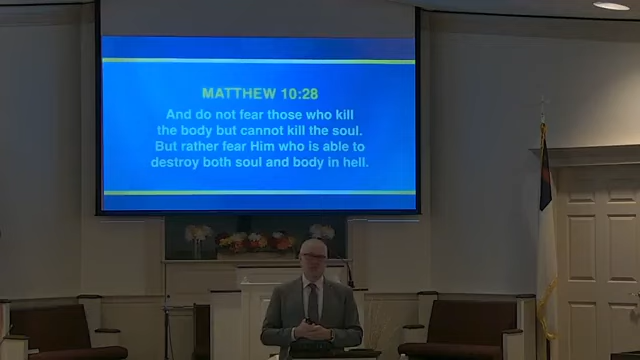 MATTHEW 10:28
And do not fear those who kill
the body but cannot kill the soul.
But rather fear Him who is able to
destroy both soul and body in hell.